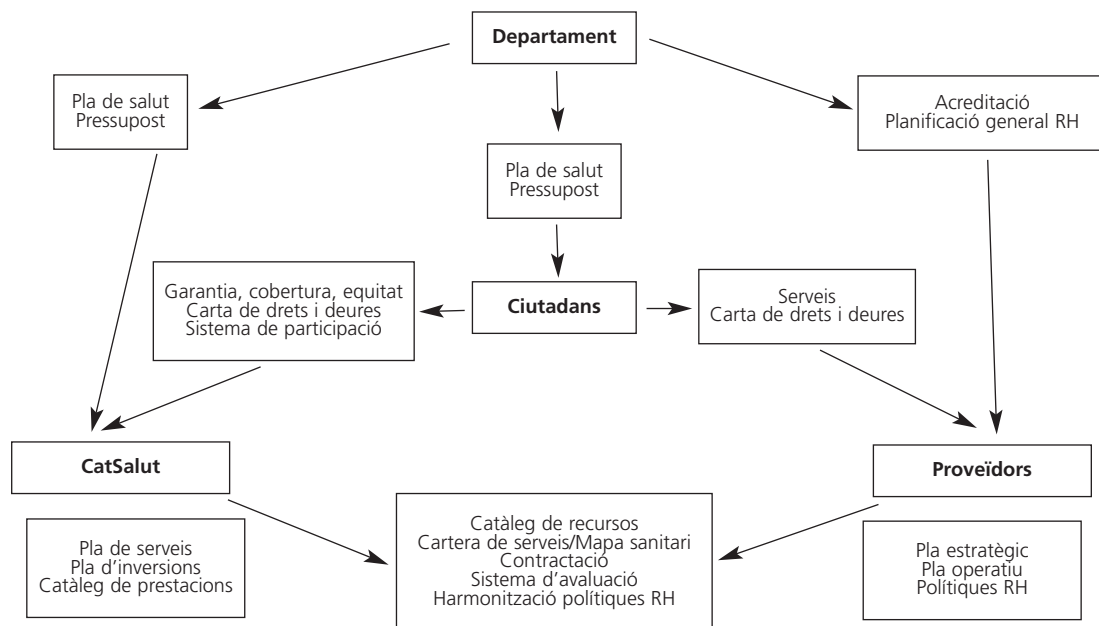 Departament
Pla de salut
Pressupost
Acreditació
Planificació general RH
Pla de salut
Pressupost
Garantia, cobertura, equitat
Carta de drets i deures
Sistema de participació
Ciutadans
Serveis
Carta de drets i deures
CatSalut
Proveïdors
Pla de serveis
Pla d'inversions
Catàleg de prestacions
Catàleg de recursos
Cartera de serveis/Mapa sanitari
Contractació
Sistema d'avaluació
Harmonització polítiques RH
Pla estratègic
Pla operatiu
Polítiques RH